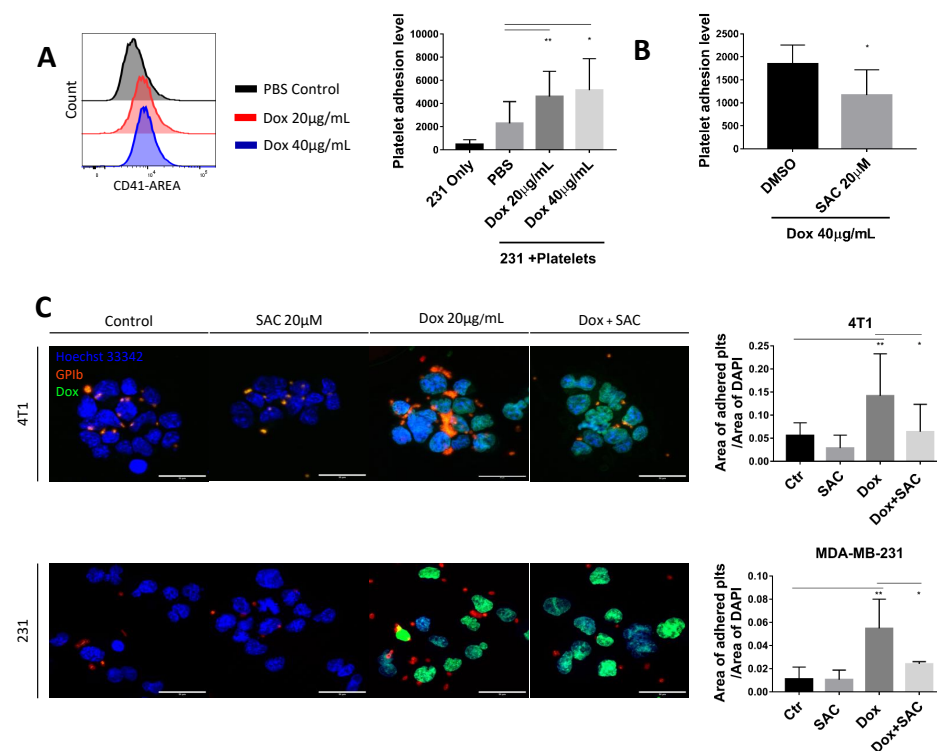 A
Count
CD41-AREA
0
10⁴
10⁵
PBS Control
Dox 20µg/mL
Dox 40µg/mL
Platelet adhesion level
10000
8000
6000
4000
2000
0
**
*
231 Only
PBS
Dox 20µg/mL
Dox 40µg/mL
231 +Platelets
B
Platelet adhesion level
2500
2000
1500
1000
500
0
*
DMSO
SAC 20µM
Dox 40µg/mL
C
Control
SAC 20µM
Dox 20µg/mL
Dox + SAC
4T1
Hoechst 33342
GPIb
Dox
231
4T1
Area of adhered plts
/Area of DAPI
0.25
0.20
0.15
0.10
0.05
0.00
**
*
Ctr
SAC
Dox
Dox+SAC
MDA-MB-231
Area of adhered plts
/Area of DAPI
0.10
0.08
0.06
0.04
0.02
0.00
**
*
Ctr
SAC
Dox
Dox+SAC